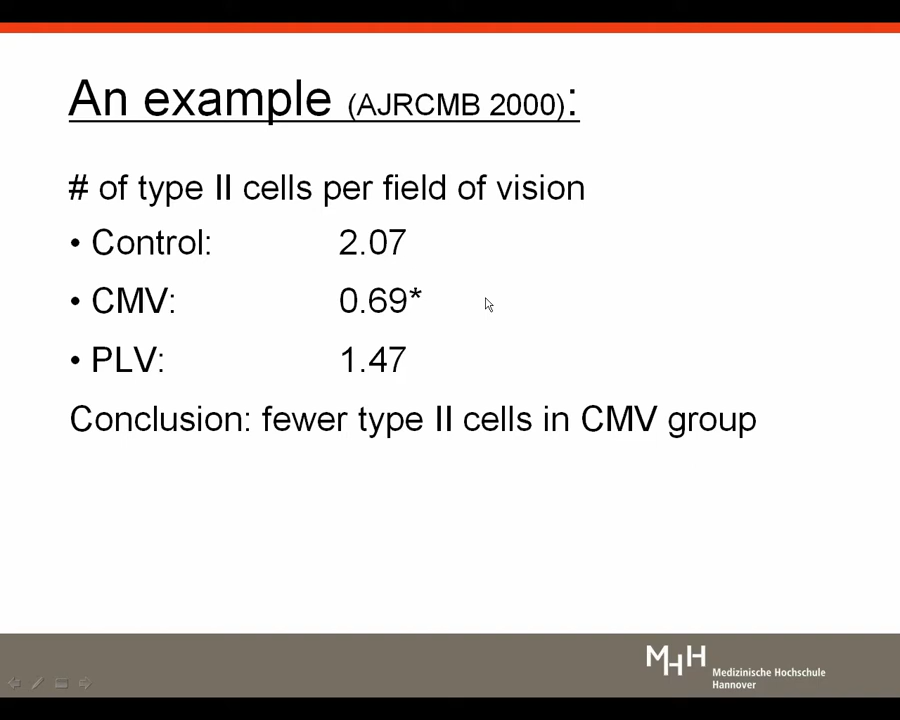 An example (AJRCMB 2000):
# of type II cells per field of vision
• Control: 2.07
• CMV: 0.69*
• PLV: 1.47
Conclusion: fewer type II cells in CMV group
MHH
Medizinische Hochschule
Hannover